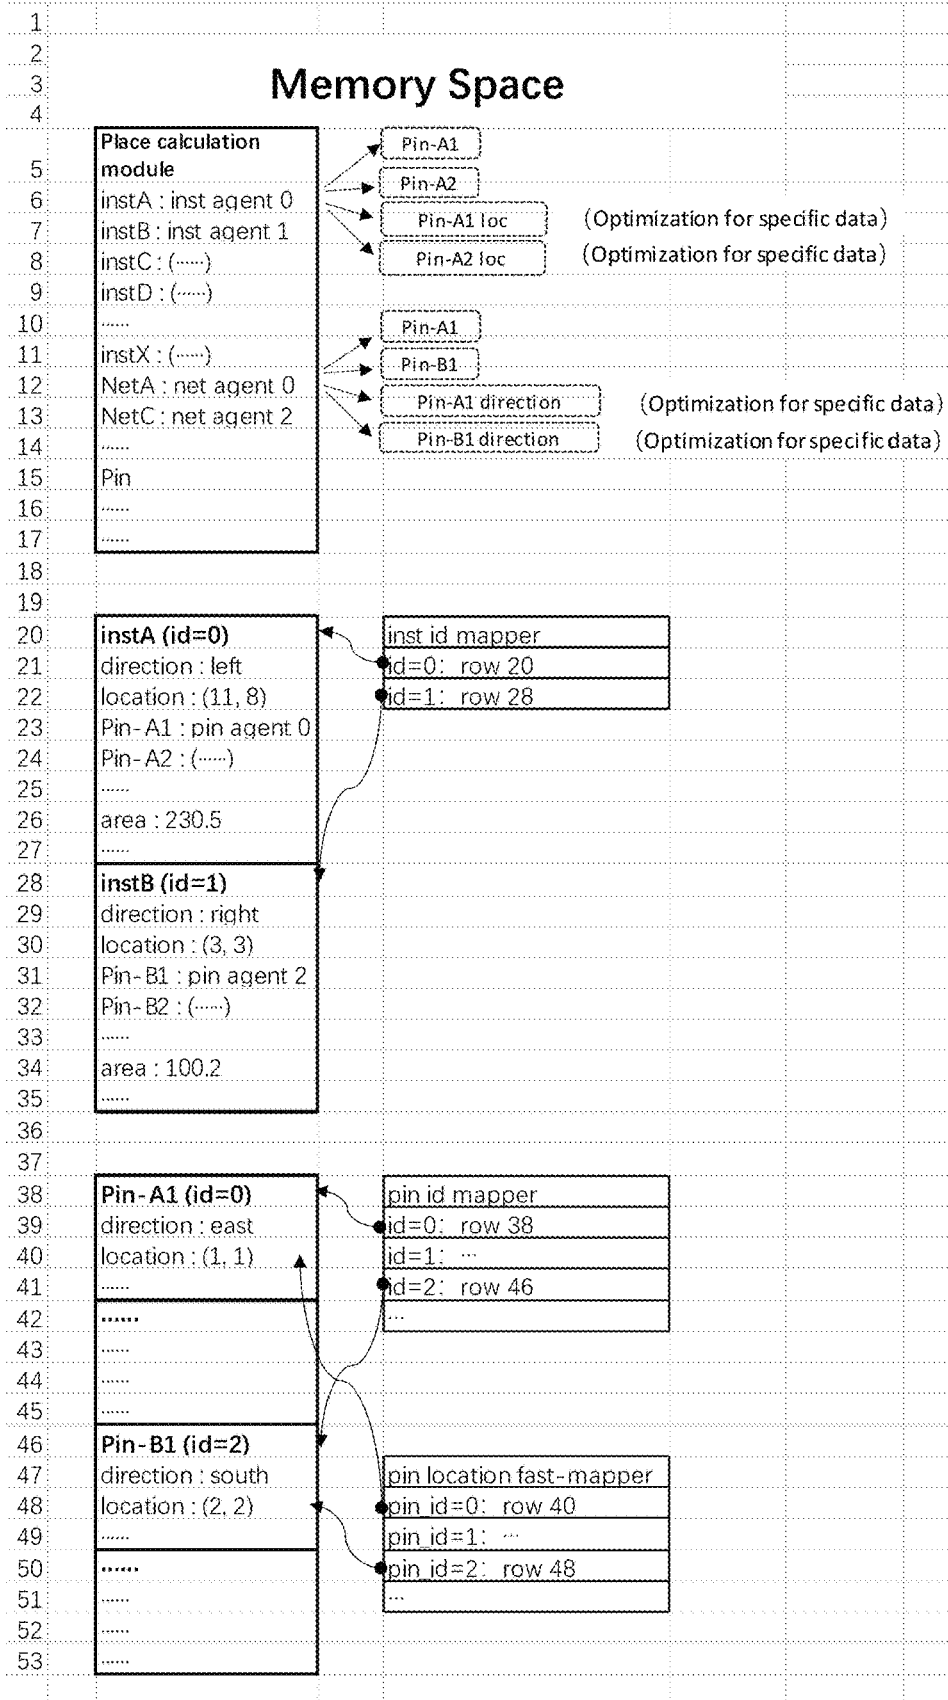 1
2
3
Memory Space
4
Place calculation Pin-A1
5 module
Pin-A2
6 instA : inst agent 0
Pin-A1 loc (Optimization for specific data)
7 instB : inst agent 1
8 instC : (······) Pin-A2 loc (Optimization for specific data)
9 instD : (······)
10 ······ Pin-A1
11 instX : (······) Pin-B1
12 NetA : net agent 0 Pin-A1 direction (Optimization for specific data)
13 NetC : net agent 2
14 ······ Pin-B1 direction (Optimization for specific data)
15 Pin
16 ······
17 ······
18
19
20 instA (id=0) inst id mapper
21 direction : left id=0: row 20
22 location : (11, 8) id=1: row 28
23 Pin-A1 : pin agent 0
24 Pin-A2 : (······)
25 ······
26 area : 230.5
27 ······
28 instB (id=1)
29 direction : right
30 location : (3, 3)
31 Pin-B1 : pin agent 2
32 Pin-B2 : (······)
33 ······
34 area : 100.2
35 ······
36
37
38 Pin-A1 (id=0) pin id mapper
39 direction : east id=0: row 38
40 location : (1, 1) id=1: ···
41 ······ id=2: row 46
42 ······ ···
43 ······
44 ······
45 ······
46 Pin-B1 (id=2)
47 direction : south pin location fast-mapper
48 location : (2, 2) pin_id=0: row 40
49 ······ pin_id=1: ···
50 ······ pin_id=2: row 48
51 ······ ···
52 ······
53 ······